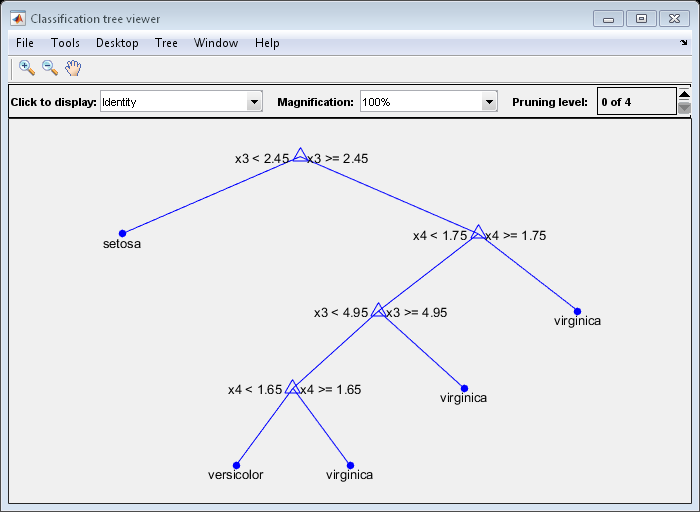 Classification tree viewer
File Tools Desktop Tree Window Help
Click to display: Identity Magnification: 100% Pruning level: 0 of 4
x3 < 2.45 x3 >= 2.45
setosa
x4 < 1.75 x4 >= 1.75
x3 < 4.95 x3 >= 4.95
virginica
x4 < 1.65 x4 >= 1.65
virginica
versicolor virginica